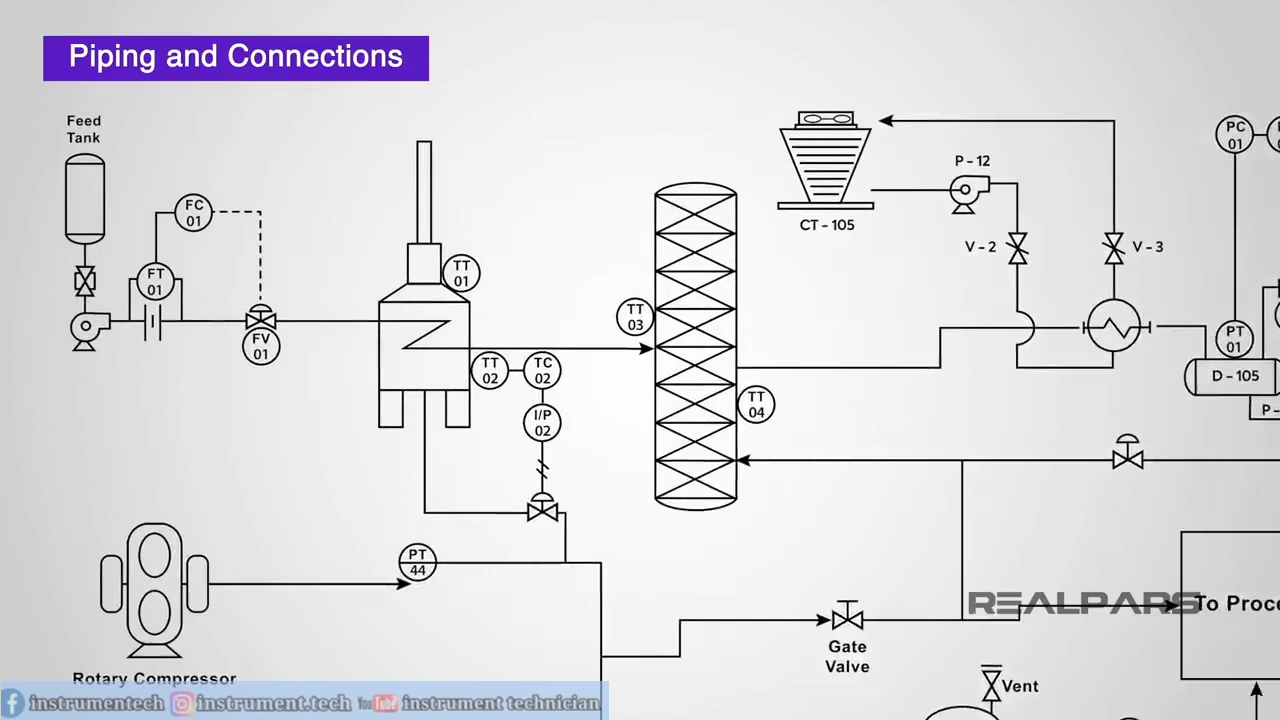 Piping and Connections
Feed
Tank
FC
01
FT
01
FV
01
TT
01
TT
02
TC
02
I/P
02
TT
03
TT
04
CT - 105
P - 12
V - 2
V - 3
PC
01
PT
01
D - 105
P -
PT
44
Rotary Compressor
Gate
Valve
REALPARS
To Proce
Vent
instrumentech
instrument.tech
YouTube
instrument technician